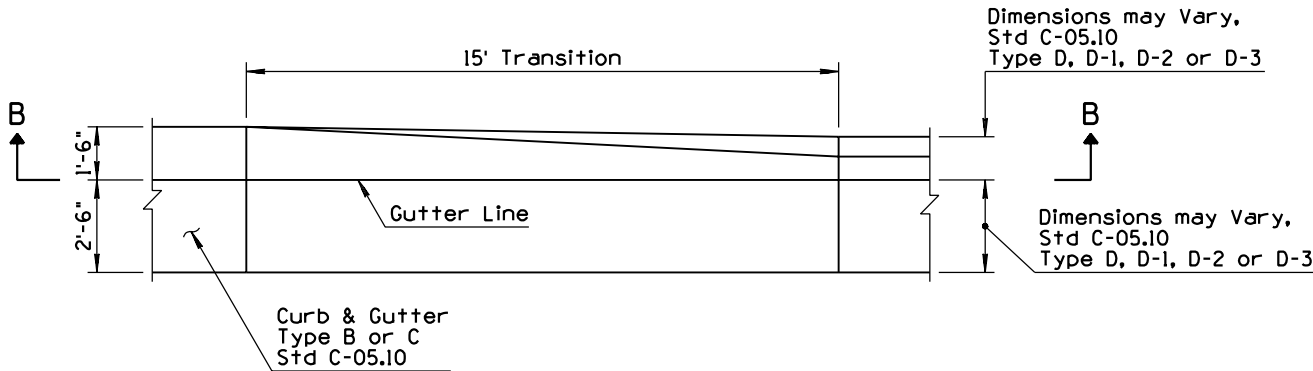 Dimensions may Vary,
Std C-05.10
Type D, D-1, D-2 or D-3
15' Transition
B
B
1'-6"
2'-6"
Gutter Line
Dimensions may Vary,
Std C-05.10
Type D, D-1, D-2 or D-3
Curb & Gutter
Type B or C
Std C-05.10